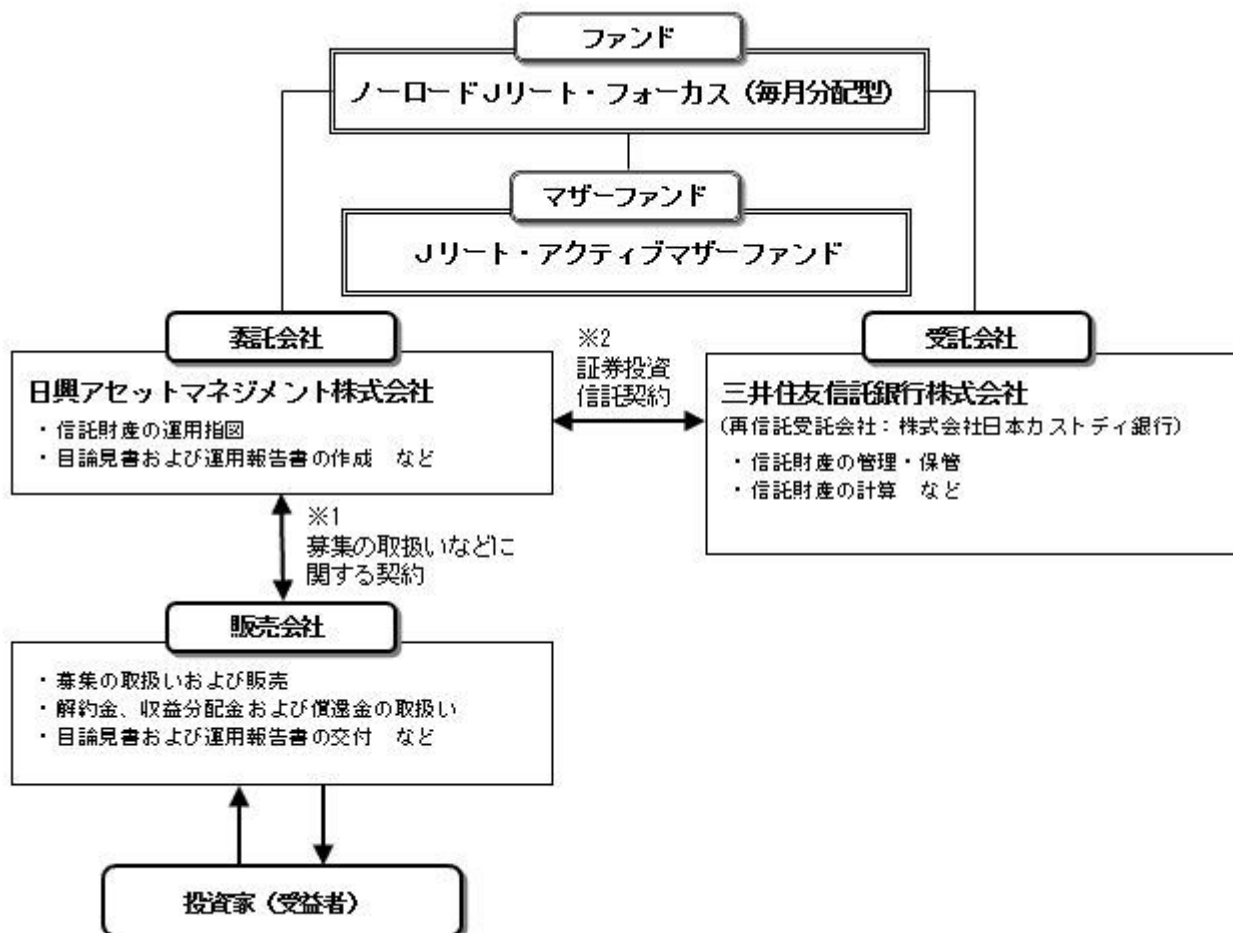 ファンド
ノーロードJリート・フォーカス（毎月分配型）
マザーファンド
Jリート・アクティブマザーファンド
委託会社
日興アセットマネジメント株式会社
・信託財産の運用指図
・目論見書および運用報告書の作成　など
※2
証券投資
信託契約
受託会社
三井住友信託銀行株式会社
（再信託受託会社：株式会社日本カストディ銀行）
・信託財産の管理・保管
・信託財産の計算　など
※1
募集の取扱いなどに
関する契約
販売会社
・募集の取扱いおよび販売
・解約金、収益分配金および償還金の取扱い
・目論見書および運用報告書の交付　など
投資家（受益者）